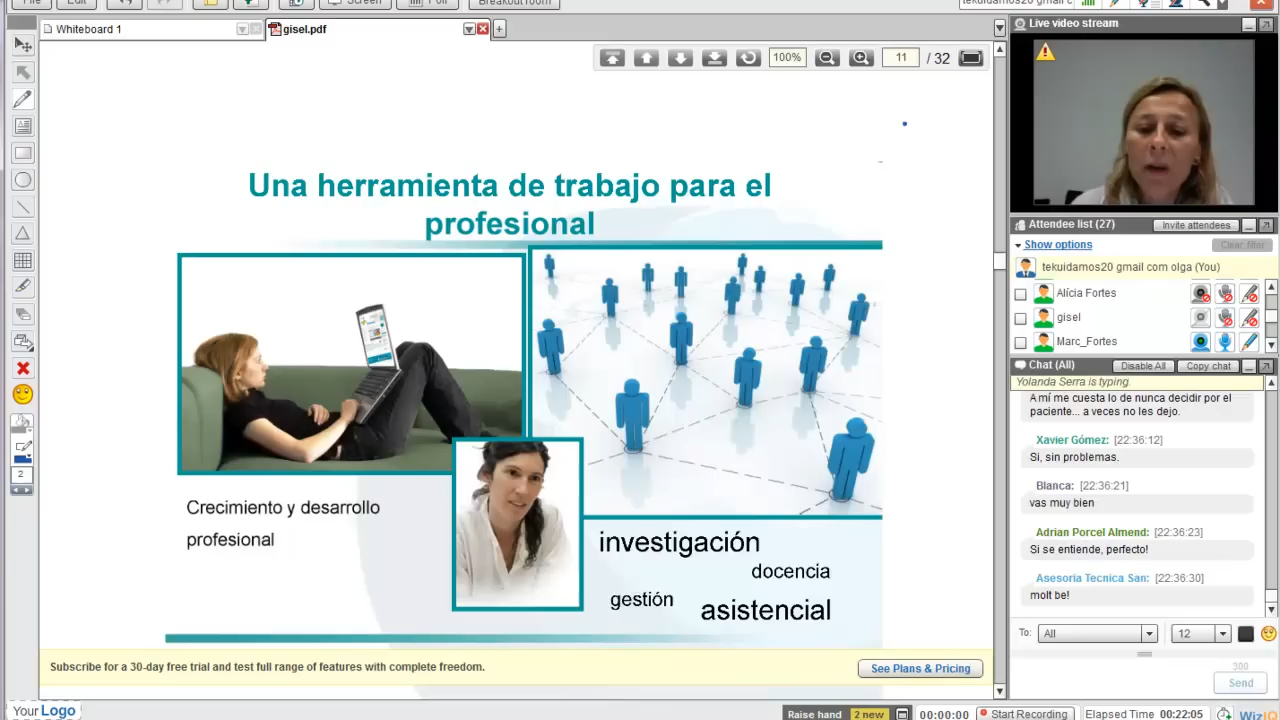 File
Edit
Screen
Poll
Breakout room
tekuidamos20 gmail c
Whiteboard 1
gisel.pdf
Live video stream
100%
11 / 32
Una herramienta de trabajo para el
profesional
Crecimiento y desarrollo
profesional
investigación
docencia
gestión
asistencial
Attendee list (27)
Invite attendees
Show options
Clear filter
tekuidamos20 gmail com olga (You)
Alícia Fortes
gisel
Marc_Fortes
Chat (All)
Disable All
Copy chat
Yolanda Serra is typing.
A mí me cuesta lo de nunca decidir por el
paciente... a veces no les dejo.
Xavier Gómez: [22:36:12]
Si, sin problemas.
Blanca: [22:36:21]
vas muy bien
Adrian Porcel Almend: [22:36:23]
Si se entiende, perfecto!
Asesoria Tecnica San: [22:36:30]
molt be!
To: All
12
300
Send
2
Subscribe for a 30-day free trial and test full range of features with complete freedom.
See Plans & Pricing
Your Logo
Raise hand
2 new
00:00:00
Start Recording
Elapsed Time 00:22:05
WizIQ